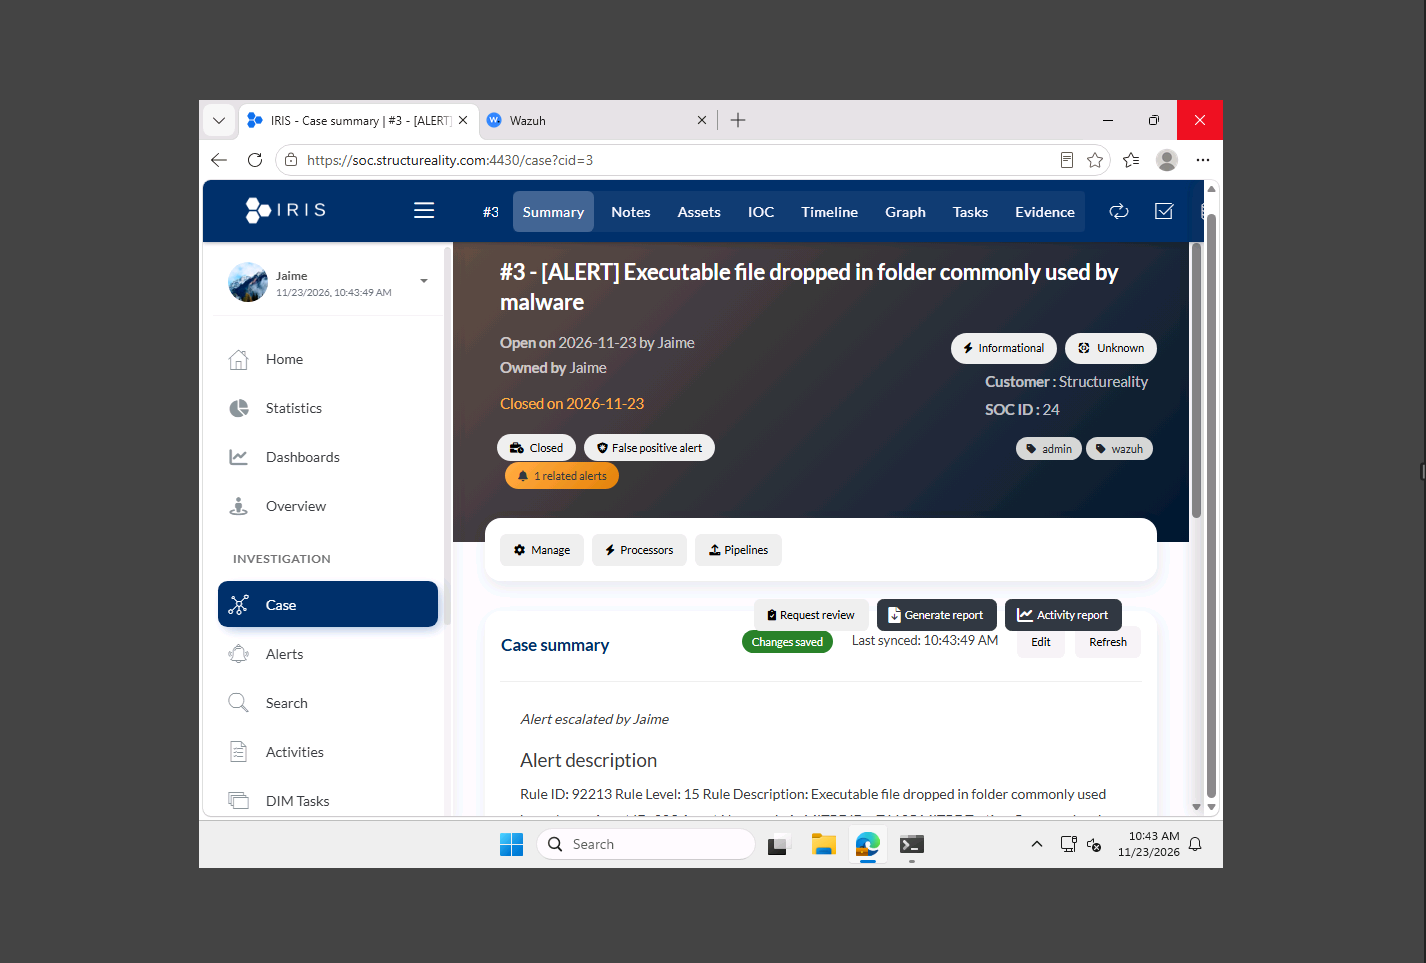 IRIS - Case summary | #3 - [ALERT]
Wazuh
https://soc.structureality.com:4430/case?cid=3
IRIS
#3
Summary
Notes
Assets
IOC
Timeline
Graph
Tasks
Evidence
Jaime
11/23/2026, 10:43:49 AM
Home
Statistics
Dashboards
Overview
INVESTIGATION
Case
Alerts
Search
Activities
DIM Tasks
#3 - [ALERT] Executable file dropped in folder commonly used by
malware
Open on 2026-11-23 by Jaime
Owned by Jaime
Closed on 2026-11-23
Closed
False positive alert
1 related alerts
Informational
Unknown
Customer : Structureality
SOC ID : 24
admin
wazuh
Manage
Processors
Pipelines
Request review
Generate report
Activity report
Case summary
Changes saved
Last synced: 10:43:49 AM
Edit
Refresh
Alert escalated by Jaime
Alert description
Rule ID: 92213 Rule Level: 15 Rule Description: Executable file dropped in folder commonly used
Search
10:43 AM
11/23/2026